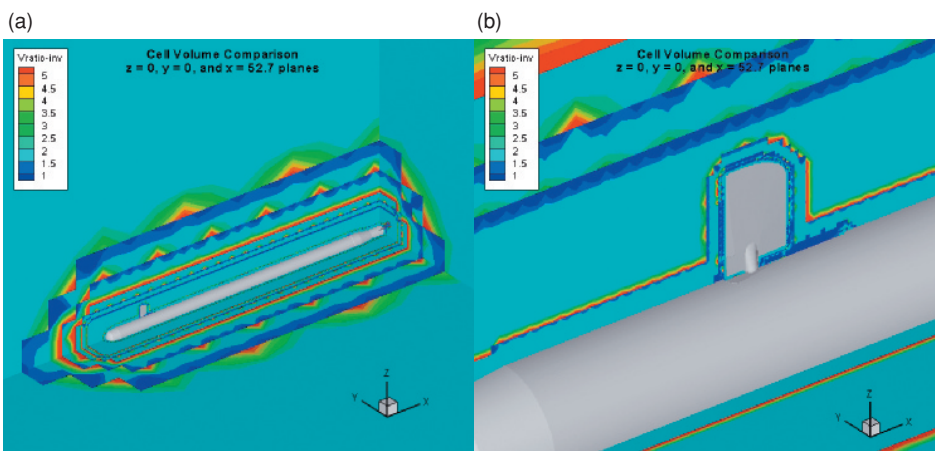 (a)
Vratio-inv
5
4.5
4
3.5
3
2.5
2
1.5
1
Cell Volume Comparison
z = 0, y = 0, and x = 52.7 planes
Z
Y
X
(b)
Vratio-inv
5
4.5
4
3.5
3
2.5
2
1.5
1
Cell Volume Comparison
z = 0, y = 0, and x = 52.7 planes
Z
Y
X